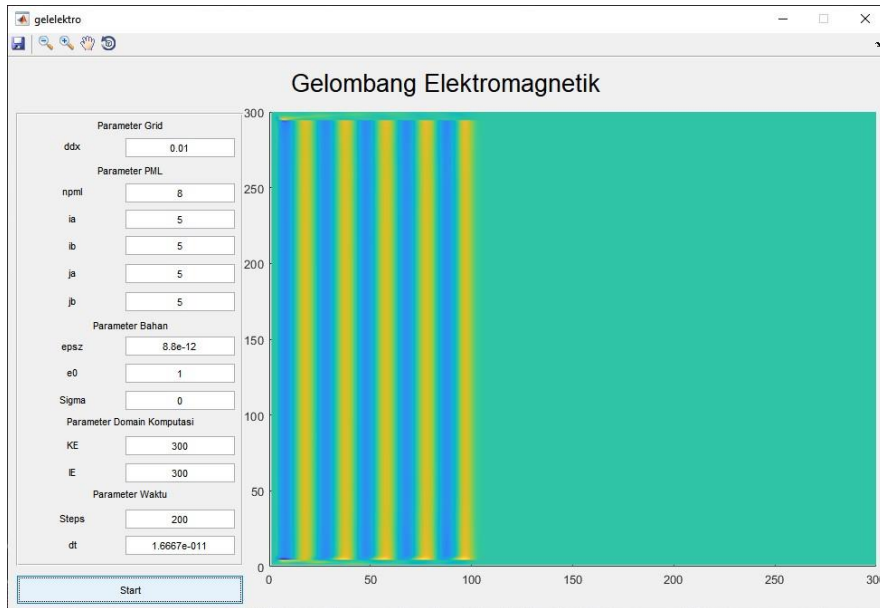 gelelektro
Gelombang Elektromagnetik
Parameter Grid
ddx 0.01
Parameter PML
npml 8
ia 5
ib 5
ja 5
jb 5
Parameter Bahan
epsz 8.8e-12
e0 1
Sigma 0
Parameter Domain Komputasi
KE 300
IE 300
Parameter Waktu
Steps 200
dt 1.6667e-011
Start
300
250
200
150
100
50
0
0 50 100 150 200 250 300